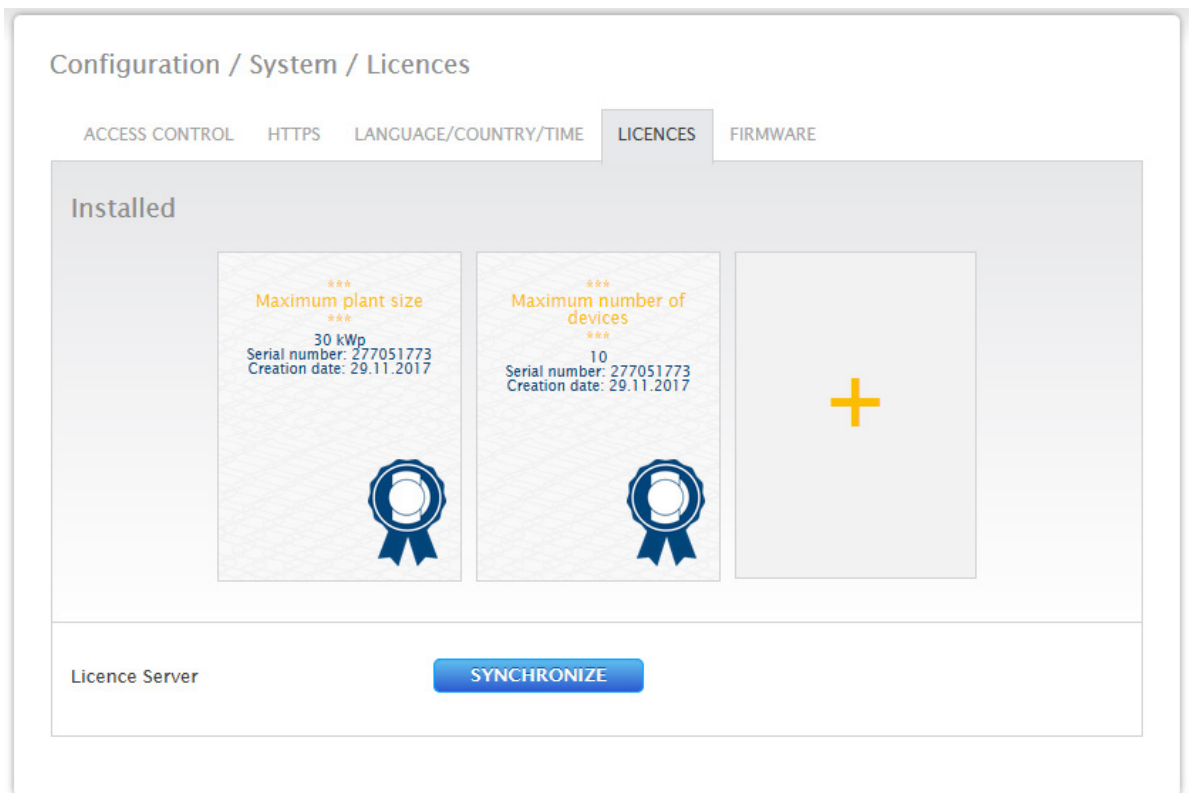 Configuration / System / Licences
ACCESS CONTROL HTTPS LANGUAGE/COUNTRY/TIME LICENCES FIRMWARE
Installed
***
Maximum plant size
***
30 kWp
Serial number: 277051773
Creation date: 29.11.2017
***
Maximum number of
devices
***
10
Serial number: 277051773
Creation date: 29.11.2017
+
Licence Server
SYNCHRONIZE